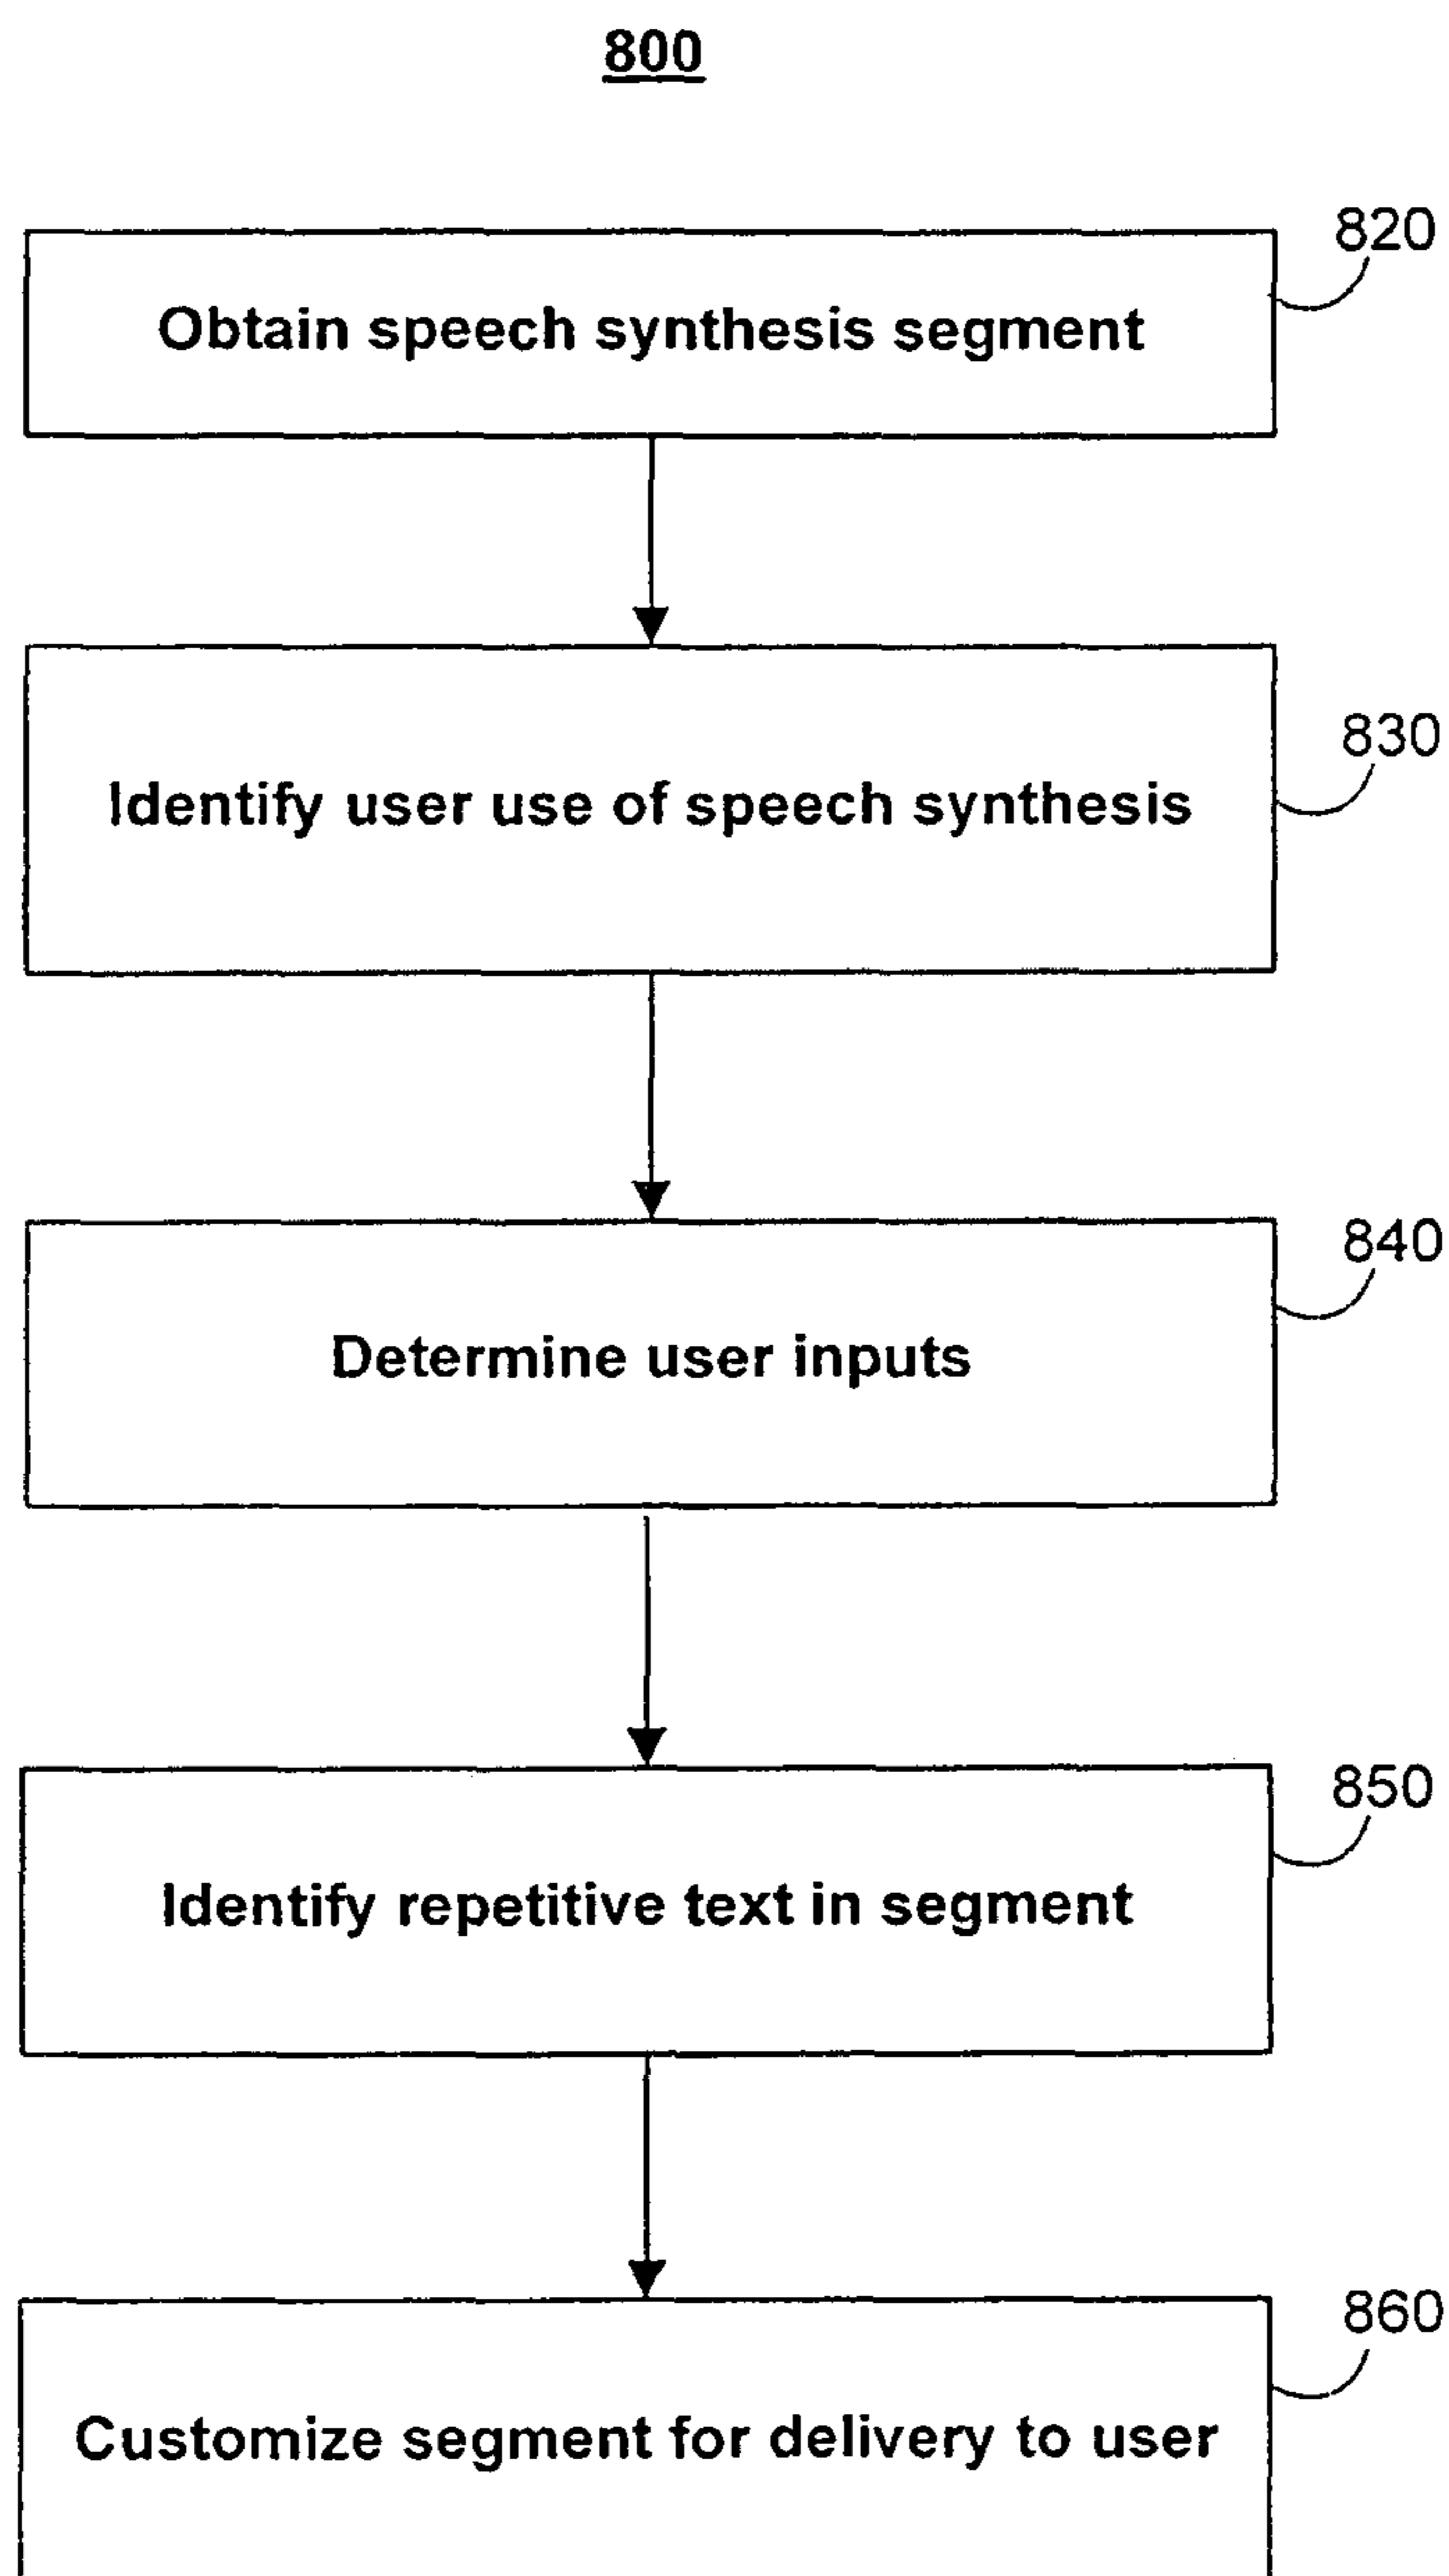 800
820
Obtain speech synthesis segment
830
Identify user use of speech synthesis
840
Determine user inputs
850
Identify repetitive text in segment
860
Customize segment for delivery to user